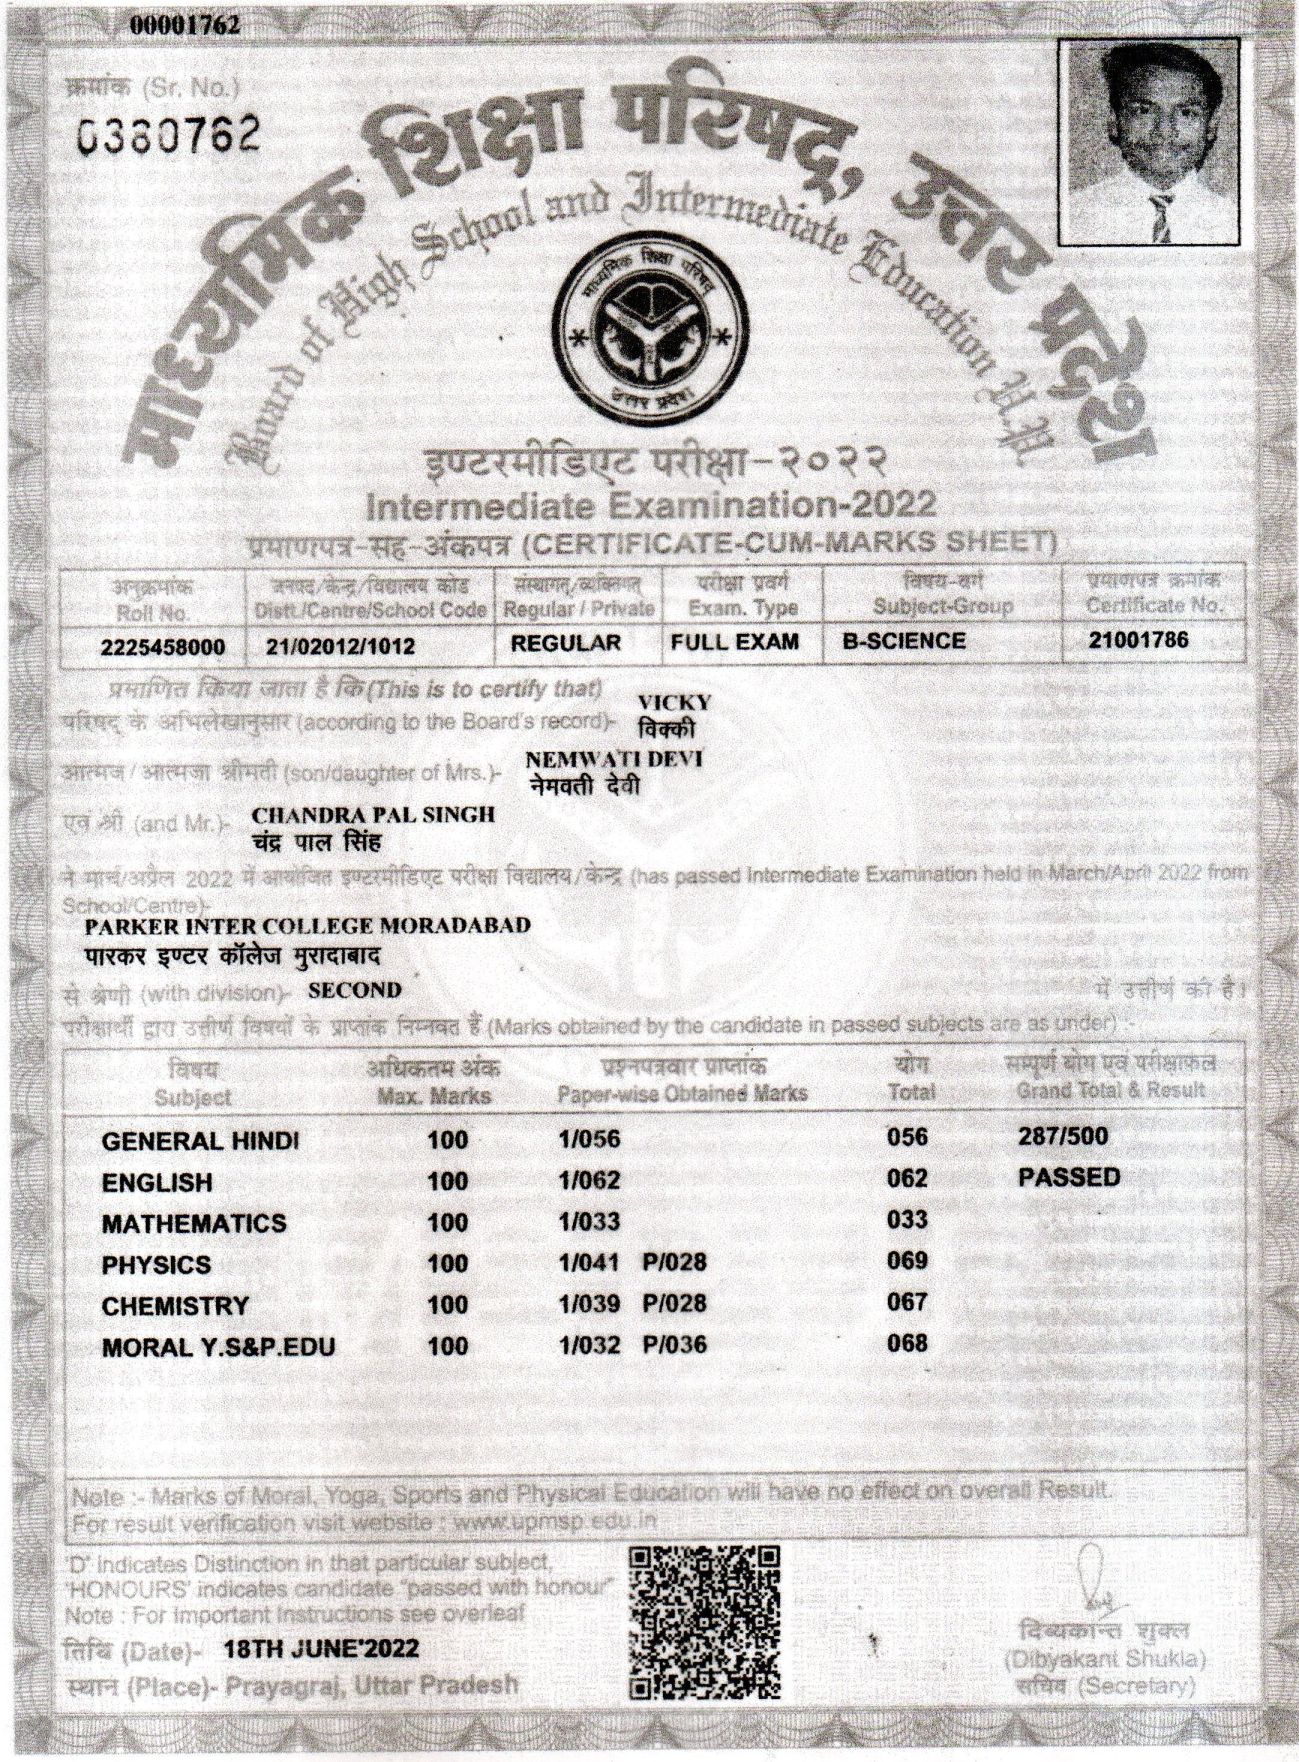 00001762
क्रमांक (Sr. No.)
0380762
माध्यमिक शिक्षा परिषद्, उत्तर प्रदेश
Board of High School and Intermediate Education U.P.
माध्यमिक शिक्षा परिषद्
उत्तर प्रदेश
इण्टरमीडिएट परीक्षा-२०२२
Intermediate Examination-2022
प्रमाणपत्र-सह-अंकपत्र (CERTIFICATE-CUM-MARKS SHEET)
अनुक्रमांक जनपद/केन्द्र/विद्यालय कोड संस्थागत्/व्यक्तिगत् परीक्षा प्रवर्ग विषय-वर्ग प्रमाणपत्र क्रमांक
Roll No. Distt./Centre/School Code Regular / Private Exam. Type Subject-Group Certificate No.
2225458000 21/02012/1012 REGULAR FULL EXAM B-SCIENCE 21001786
प्रमाणित किया जाता है कि (This is to certify that) VICKY
परिषद् के अभिलेखानुसार (according to the Board's record)- विक्की
NEMWATI DEVI
आत्मज / आत्मजा श्रीमती (son/daughter of Mrs.)- नेमवती देवी
एवं श्री (and Mr.)- CHANDRA PAL SINGH
चंद्र पाल सिंह
ने मार्च/अप्रैल 2022 में आयोजित इण्टरमीडिएट परीक्षा विद्यालय/केन्द्र (has passed Intermediate Examination held in March/April 2022 from
School/Centre)-
PARKER INTER COLLEGE MORADABAD
पारकर इण्टर कॉलेज मुरादाबाद
से श्रेणी (with division)- SECOND में उत्तीर्ण की है।
परीक्षार्थी द्वारा उत्तीर्ण विषयों के प्राप्तांक निम्नवत हैं (Marks obtained by the candidate in passed subjects are as under) :-
विषय अधिकतम अंक प्रश्नपत्रवार प्राप्तांक योग सम्पूर्ण योग एवं परीक्षाफल
Subject Max. Marks Paper-wise Obtained Marks Total Grand Total & Result
GENERAL HINDI 100 1/056 056 287/500
ENGLISH 100 1/062 062 PASSED
MATHEMATICS 100 1/033 033
PHYSICS 100 1/041 P/028 069
CHEMISTRY 100 1/039 P/028 067
MORAL Y.S&P.EDU 100 1/032 P/036 068
Note :- Marks of Moral, Yoga, Sports and Physical Education will have no effect on overall Result.
For result verification visit website : www.upmsp.edu.in
'D' indicates Distinction in that particular subject,
'HONOURS' indicates candidate "passed with honour"
Note : For important Instructions see overleaf
तिथि (Date)- 18TH JUNE'2022
स्थान (Place)- Prayagraj, Uttar Pradesh
दिव्यकान्त शुक्ल
(Dibyakant Shukla)
सचिव (Secretary)